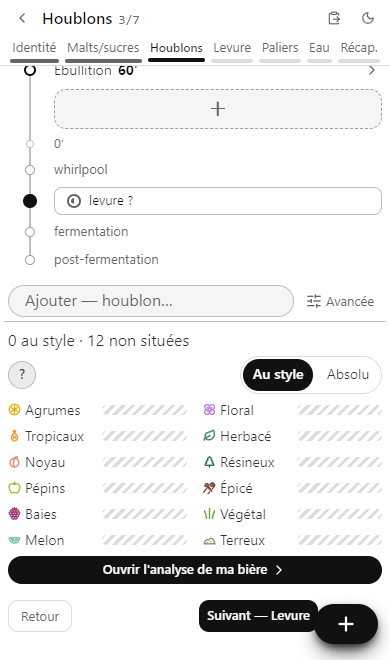 Houblons 3/7
Identité Malts/sucres Houblons Levure Paliers Eau Récap.
Ébullition 60'
0'
whirlpool
levure ?
fermentation
post-fermentation
Ajouter — houblon...
Avancée
0 au style · 12 non situées
?
Au style Absolu
Agrumes Floral
Tropicaux Herbacé
Noyau Résineux
Pépins Épicé
Baies Végétal
Melon Terreux
Ouvrir l'analyse de ma bière
Retour
Suivant — Levure